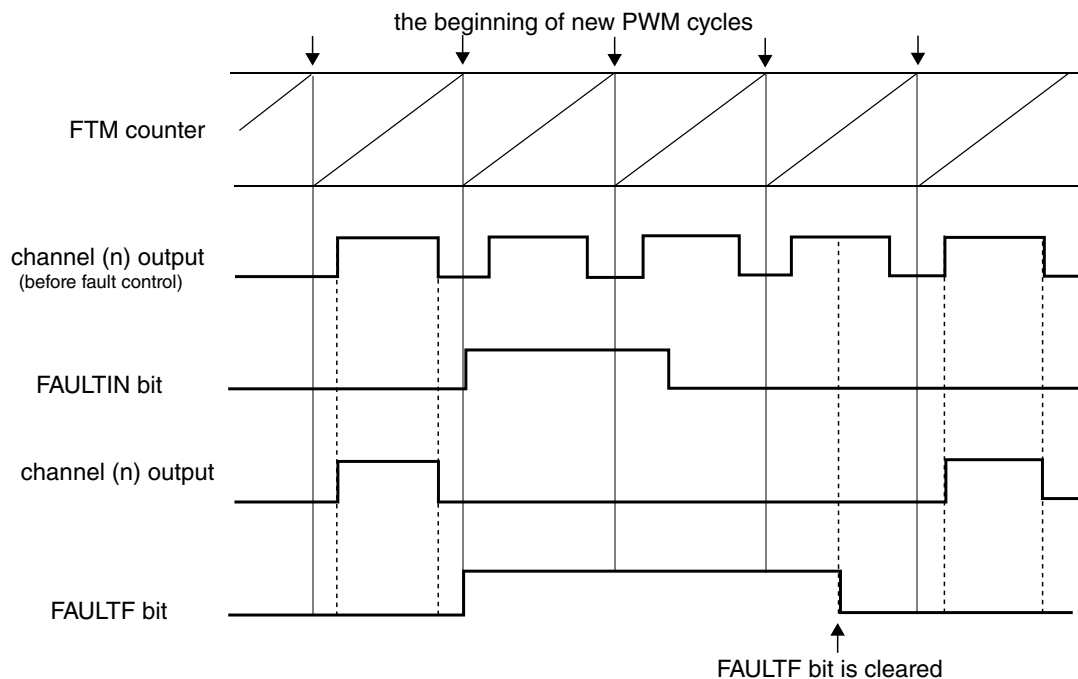 the beginning of new PWM cycles
FTM counter
channel (n) output
(before fault control)
FAULTIN bit
channel (n) output
FAULTF bit
FAULTF bit is cleared